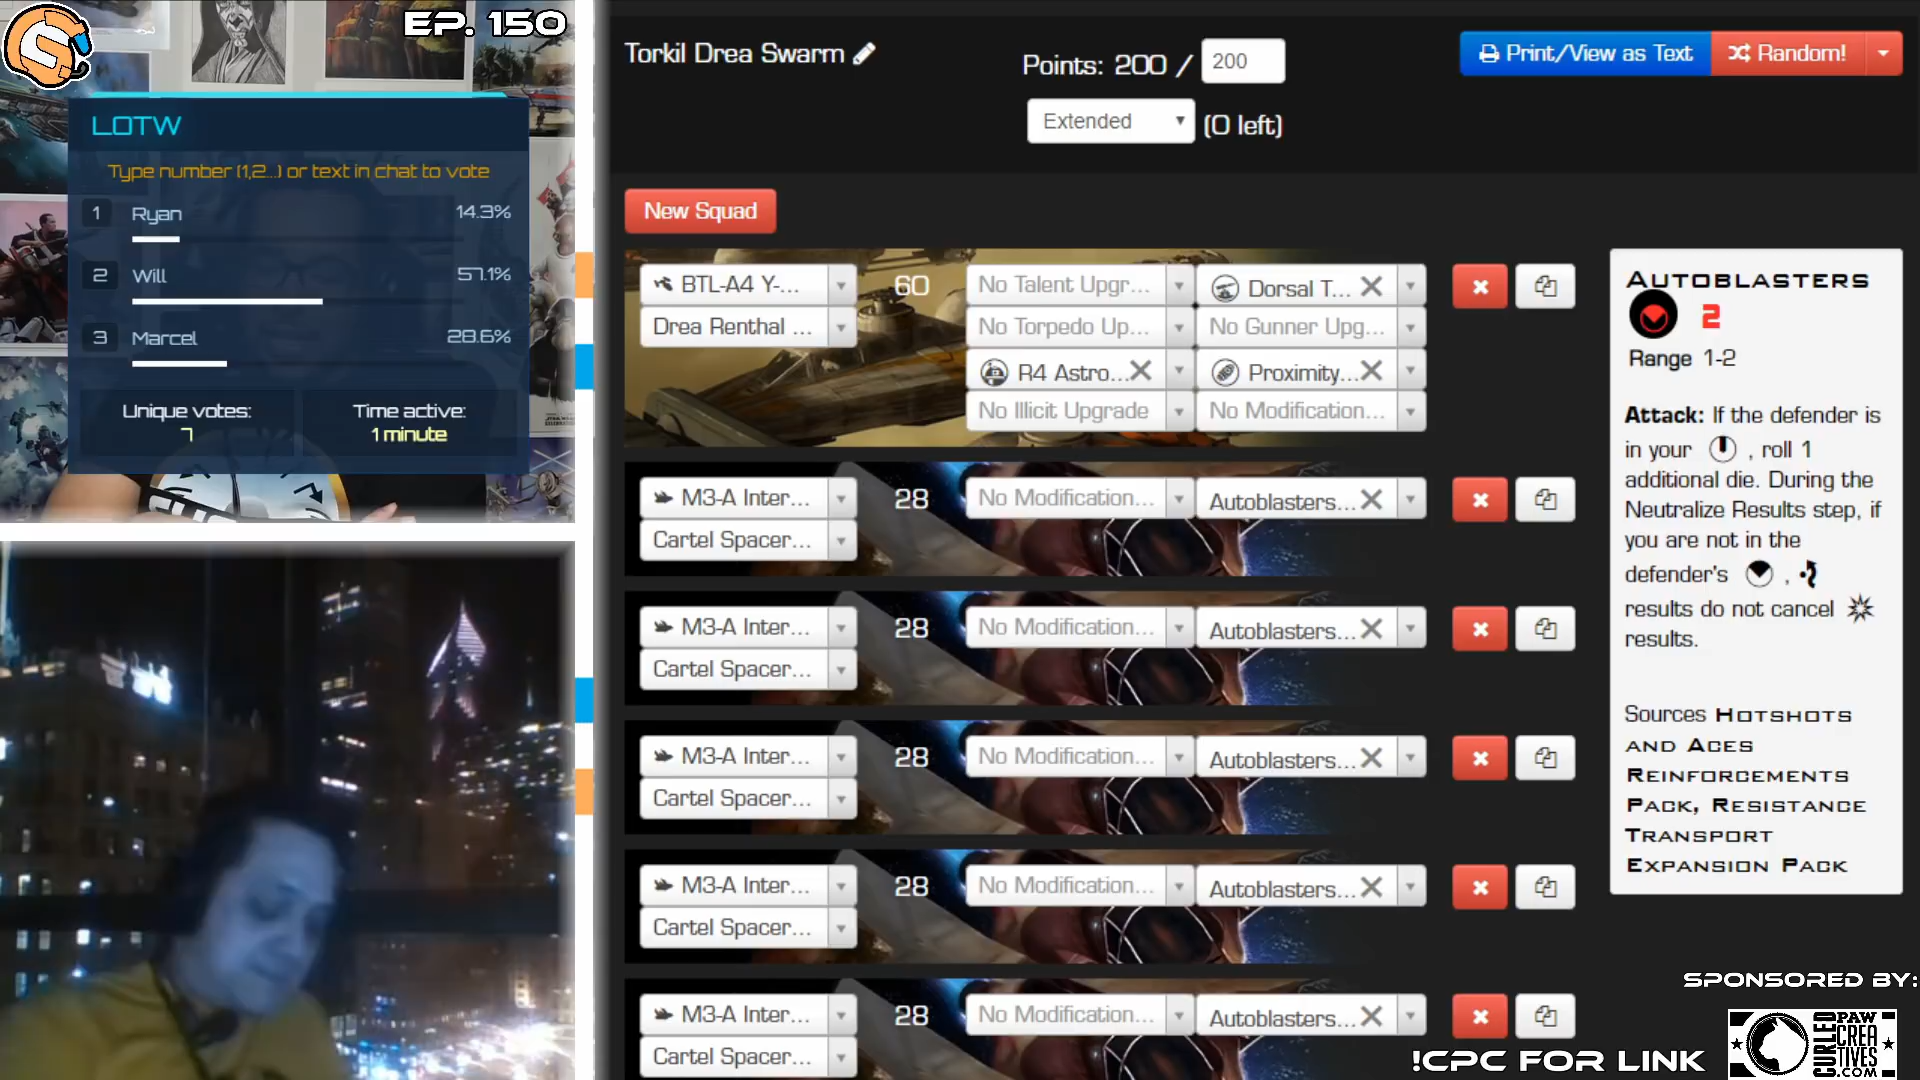 EP. 150
LOTW
Type number (1,2...) or text in chat to vote
1 Ryan 14.3%
2 Will 57.1%
3 Marcel 28.6%
Unique votes: 7
Time active: 1 minute
Torkil Drea Swarm
Points: 200 / 200
Extended (0 left)
Print/View as Text
Random!
New Squad
BTL-A4 Y-... 60 No Talent Upgr... Dorsal T...
Drea Renthal ... No Torpedo Up... No Gunner Upg...
R4 Astro... Proximity...
No Illicit Upgrade No Modification...
M3-A Inter... 28 No Modification... Autoblasters...
Cartel Spacer...
M3-A Inter... 28 No Modification... Autoblasters...
Cartel Spacer...
M3-A Inter... 28 No Modification... Autoblasters...
Cartel Spacer...
M3-A Inter... 28 No Modification... Autoblasters...
Cartel Spacer...
M3-A Inter... 28 No Modification... Autoblasters...
Cartel Spacer...
AUTOBLASTERS
2
Range 1-2
Attack: If the defender is
in your , roll 1
additional die. During the
Neutralize Results step, if
you are not in the
defender's ,
results do not cancel
results.
Sources HOTSHOTS
AND ACES
REINFORCEMENTS
PACK, RESISTANCE
TRANSPORT
EXPANSION PACK
SPONSORED BY:
!CPC FOR LINK
CURLED PAW CREATIVES .COM